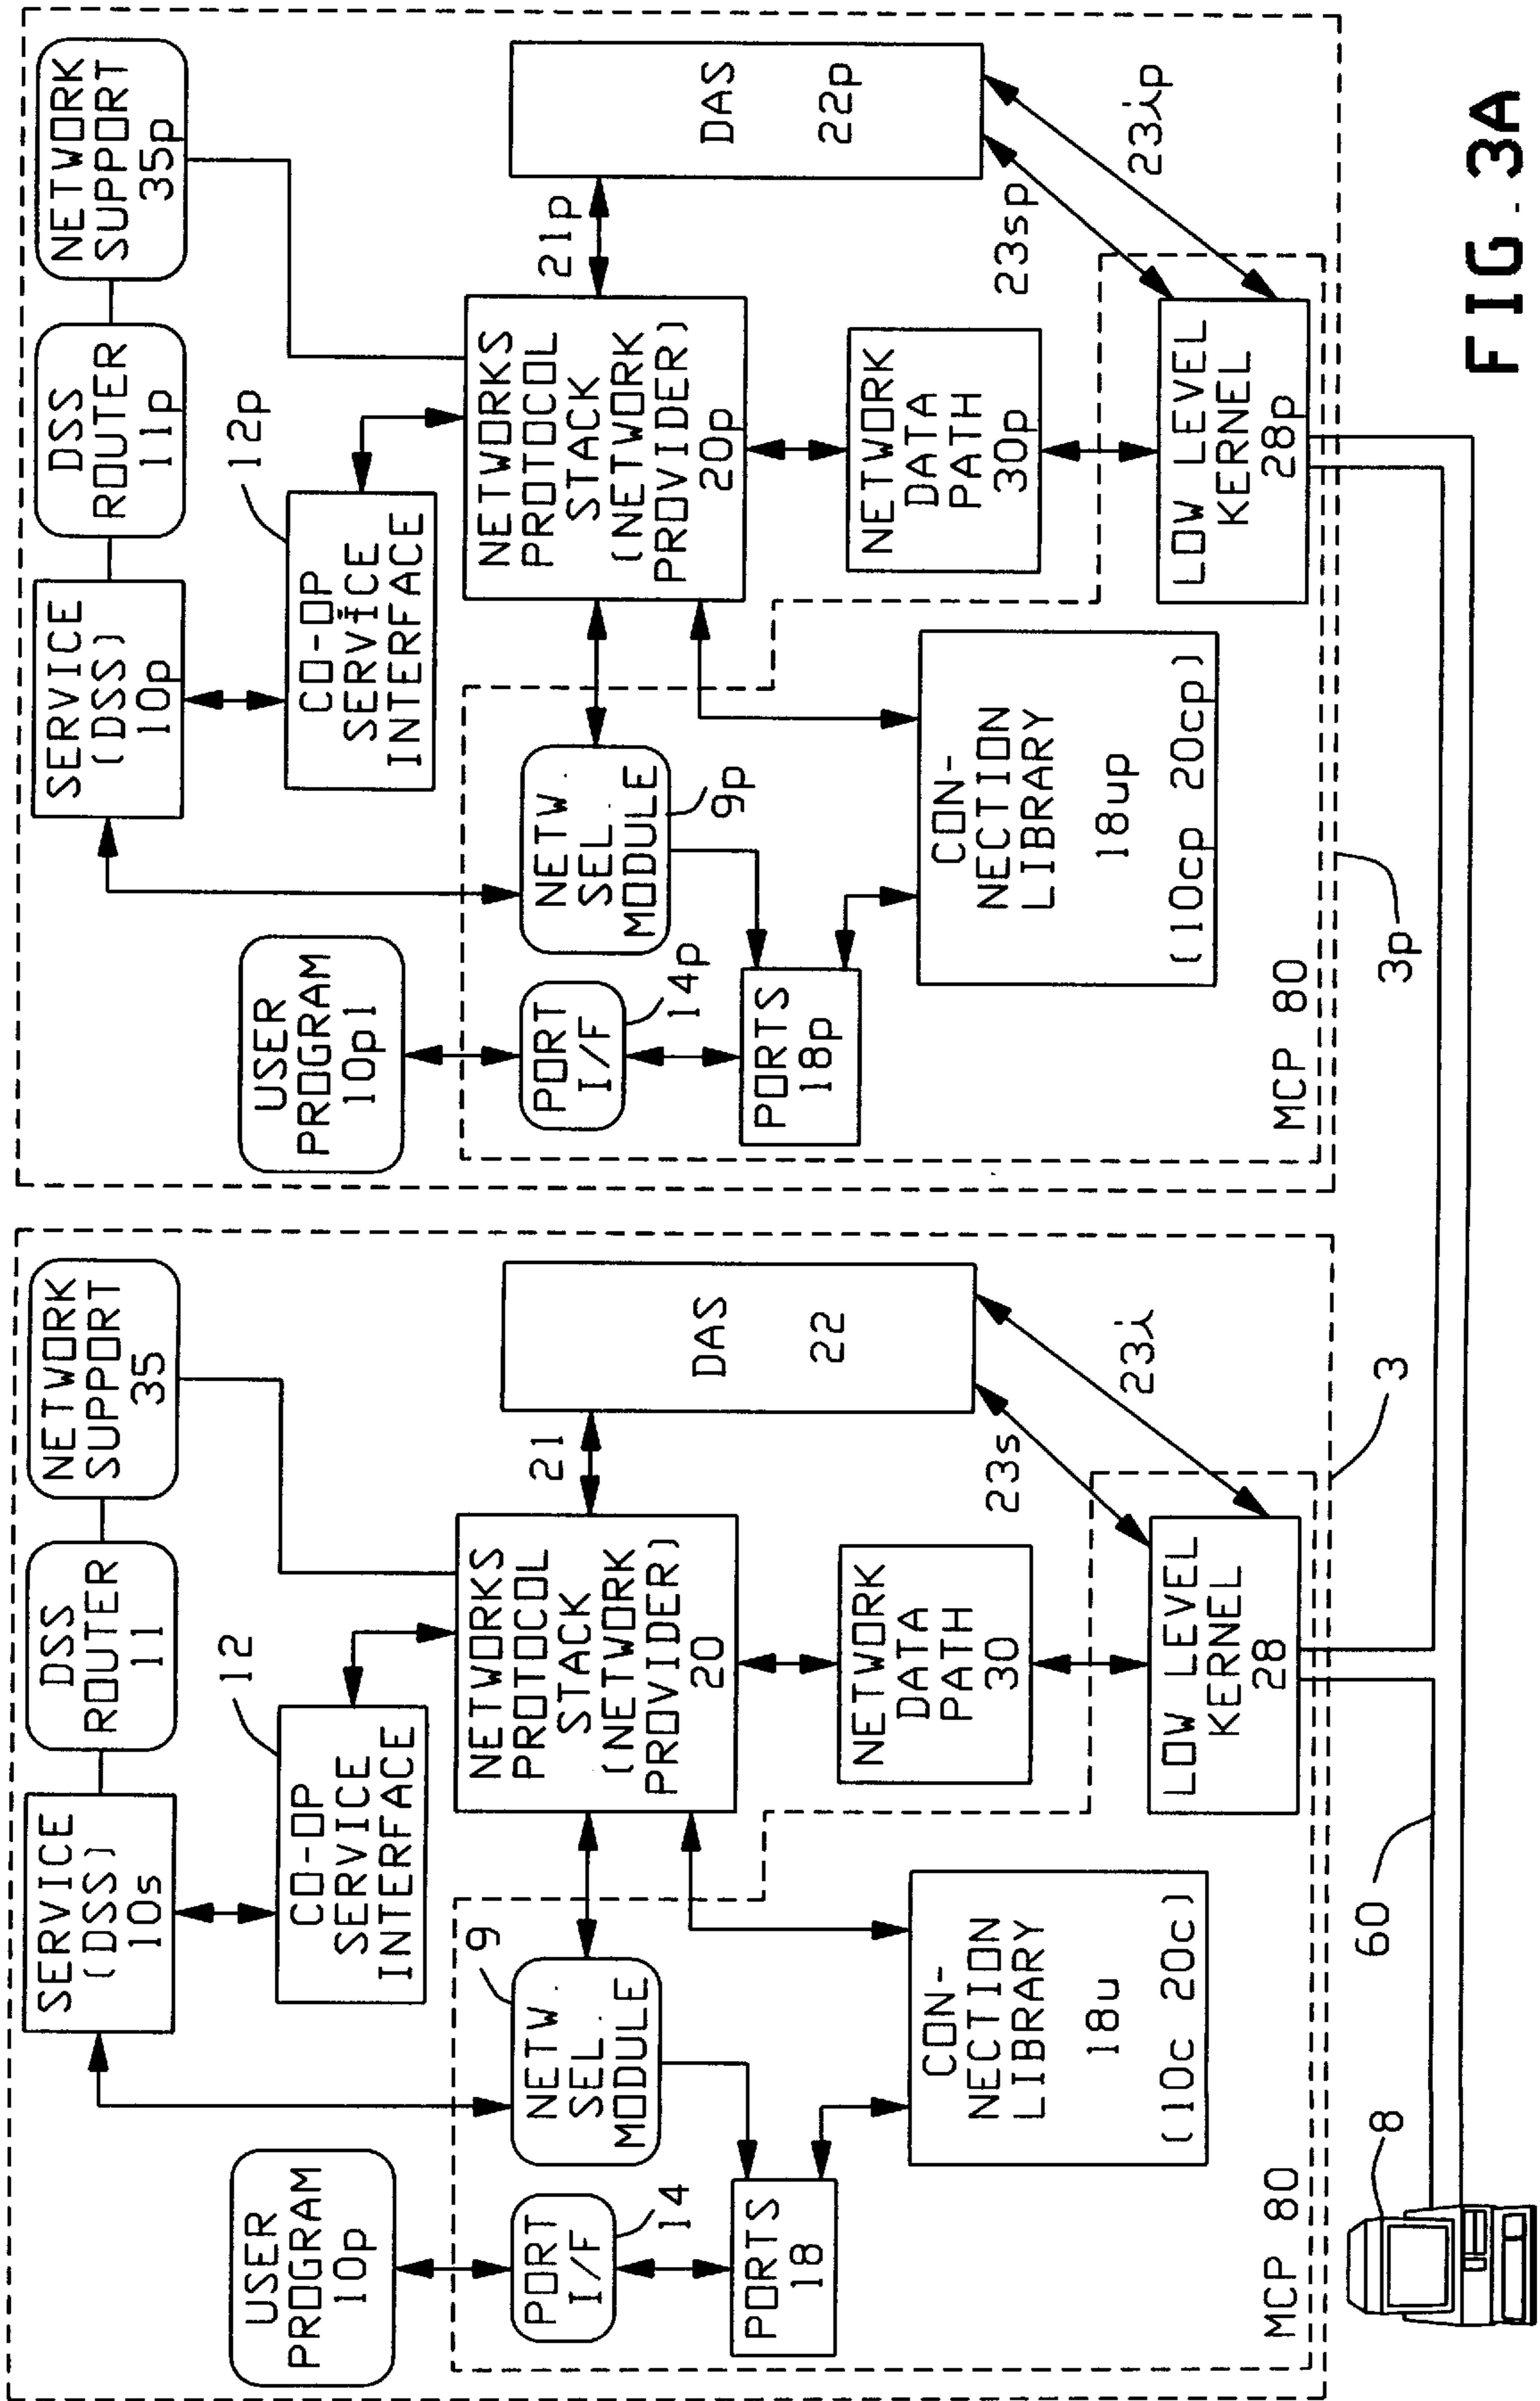 USER
PROGRAM
10p
SERVICE
(DSS)
10s
DSS
ROUTER
11
NETWORK
SUPPORT
35
12
CO-OP
SERVICE
INTERFACE
9
NETW.
SEL.
MODULE
PORT
I/F
14
PORTS
18
NETWORKS
PROTOCOL
STACK
(NETWORK
PROVIDER)
20
21
DAS
22
NETWORK
DATA
PATH
30
CON-
NECTION
LIBRARY
18u
(10c 20c)
23s
23i
LOW LEVEL
KERNEL
28
MCP 80
3
60
8
USER
PROGRAM
10p1
SERVICE
(DSS)
10p
DSS
ROUTER
11p
NETWORK
SUPPORT
35p
12p
CO-OP
SERVICE
INTERFACE
NETW.
SEL.
MODULE
9p
PORT
I/F
14p
PORTS
18p
NETWORKS
PROTOCOL
STACK
(NETWORK
PROVIDER)
20p
21p
DAS
22p
NETWORK
DATA
PATH
30p
CON-
NECTION
LIBRARY
18up
(10cp 20cp)
23sp
23ip
LOW LEVEL
KERNEL
28p
MCP 80
3p
FIG.3A